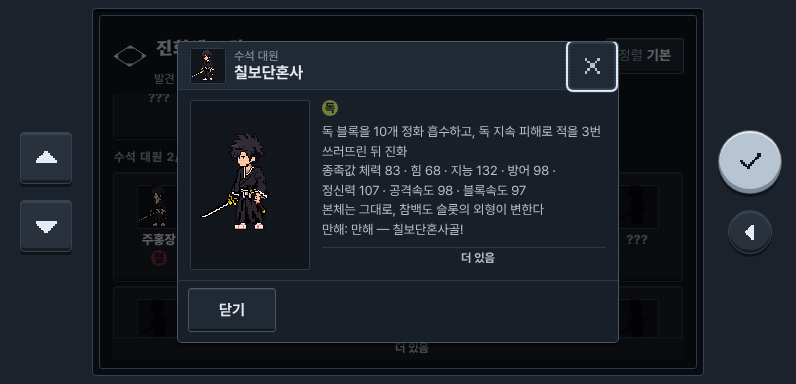 수석 대원
칠보단혼사
정렬 기본
발견
???
독
독 블록을 10개 정화 흡수하고, 독 지속 피해로 적을 3번
쓰러뜨린 뒤 진화
종족값 체력 83 · 힘 68 · 지능 132 · 방어 98 ·
정신력 107 · 공격속도 98 · 블록속도 97
본체는 그대로, 참백도 슬롯의 외형이 변한다
만해: 만해 — 칠보단혼사골!
더 있음
수석 대원 2/
주홍장
???
닫기
더 있음